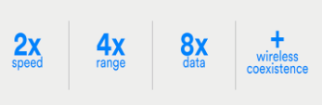 2x
speed
4x
range
8x
data
+
wireless
coexistence